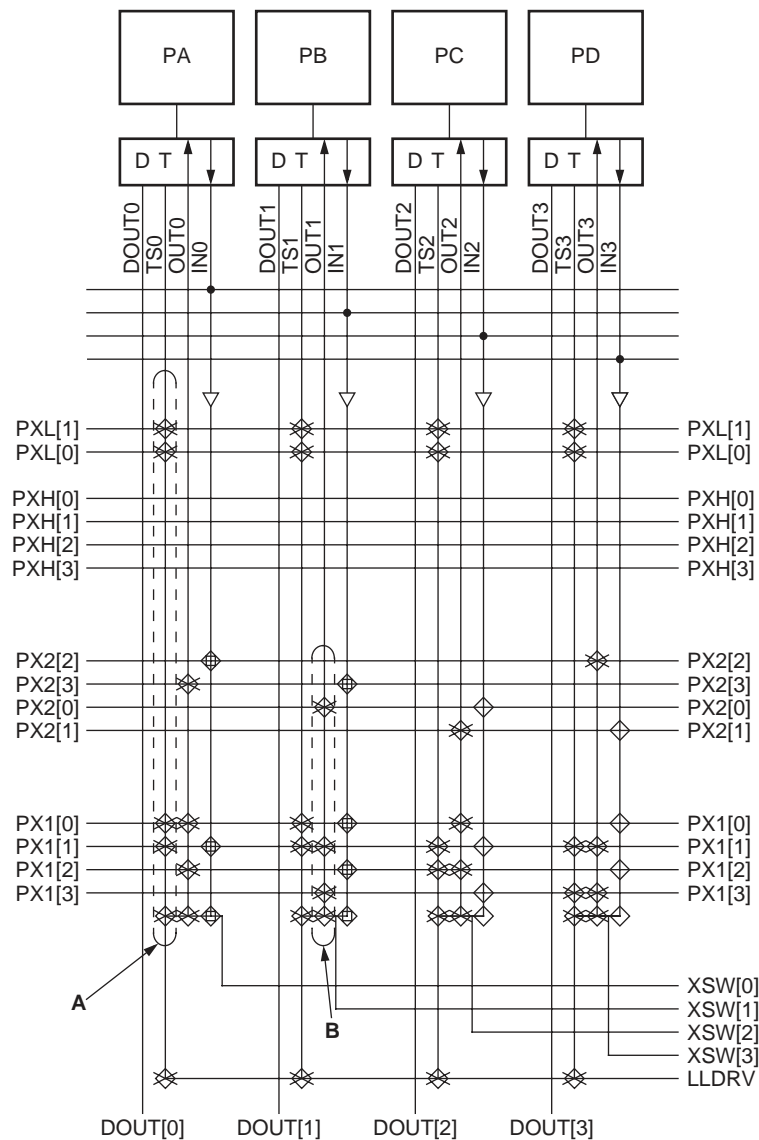 PA PB PC PD
D T D T D T D T
DOUT0 TS0 OUT0 IN0 DOUT1 TS1 OUT1 IN1 DOUT2 TS2 OUT2 IN2 DOUT3 TS3 OUT3 IN3
PXL[1] PXL[1]
PXL[0] PXL[0]
PXH[0] PXH[0]
PXH[1] PXH[1]
PXH[2] PXH[2]
PXH[3] PXH[3]
PX2[2] PX2[2]
PX2[3] PX2[3]
PX2[0] PX2[0]
PX2[1] PX2[1]
PX1[0] PX1[0]
PX1[1] PX1[1]
PX1[2] PX1[2]
PX1[3] PX1[3]
XSW[0]
A
XSW[1]
B
XSW[2]
XSW[3]
LLDRV
DOUT[0] DOUT[1] DOUT[2] DOUT[3]